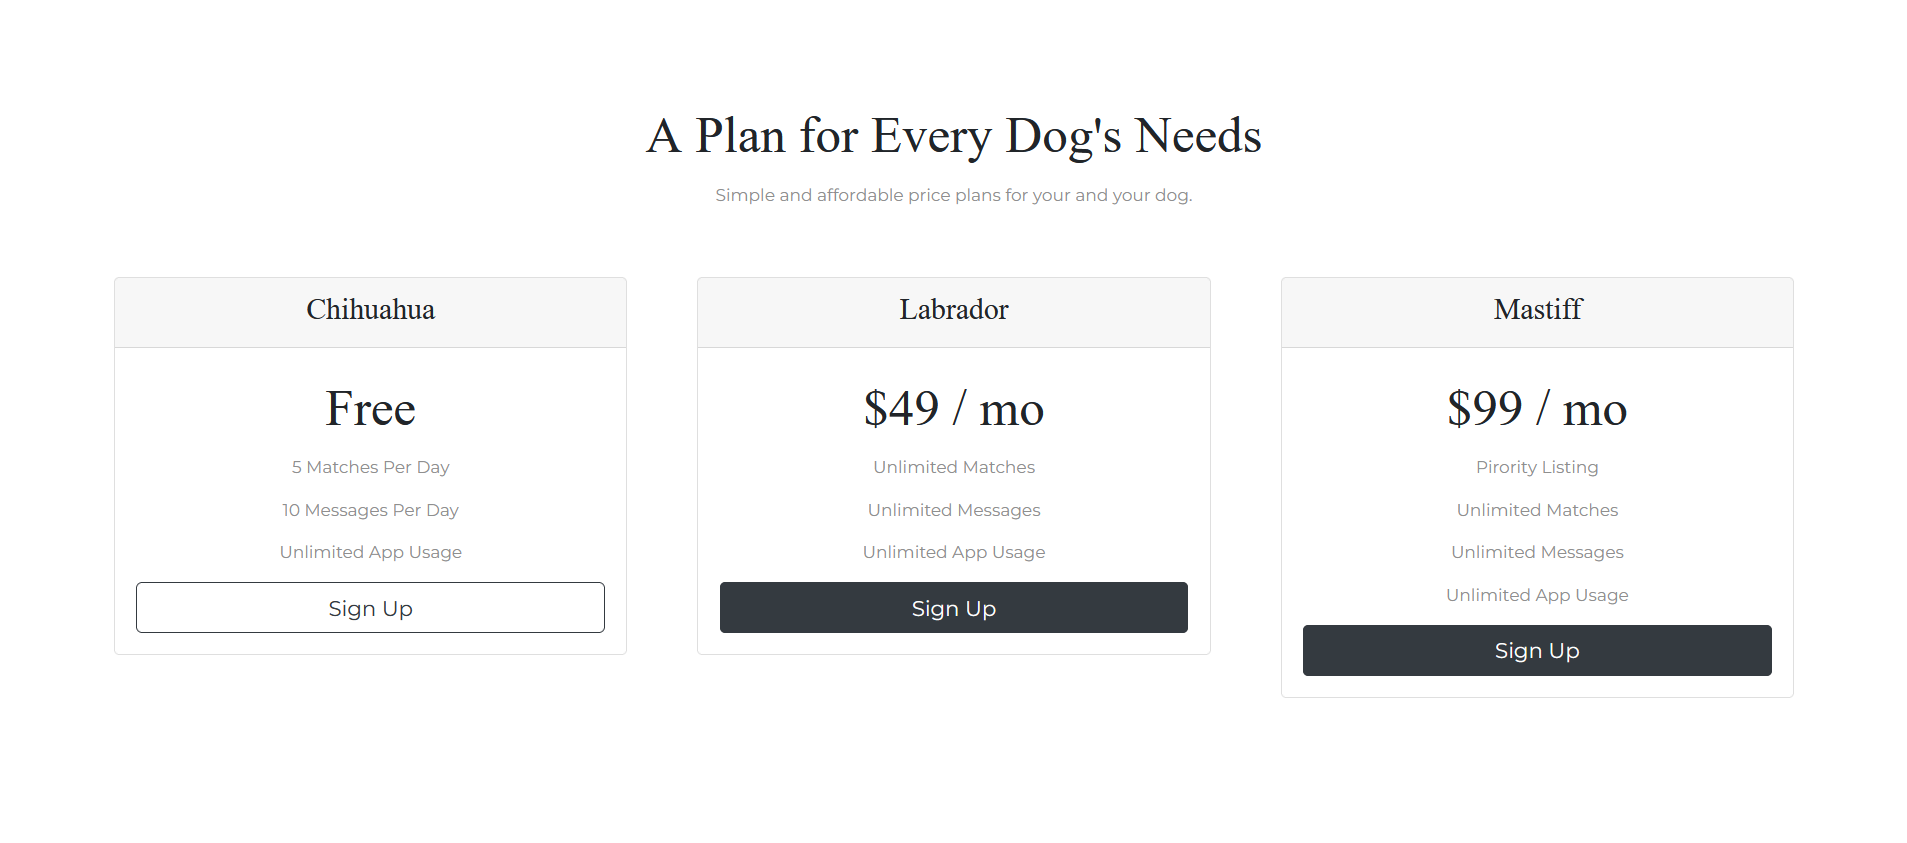 A Plan for Every Dog's Needs
Simple and affordable price plans for your and your dog.
Chihuahua
Free
5 Matches Per Day
10 Messages Per Day
Unlimited App Usage
Sign Up
Labrador
$49 / mo
Unlimited Matches
Unlimited Messages
Unlimited App Usage
Sign Up
Mastiff
$99 / mo
Pirority Listing
Unlimited Matches
Unlimited Messages
Unlimited App Usage
Sign Up